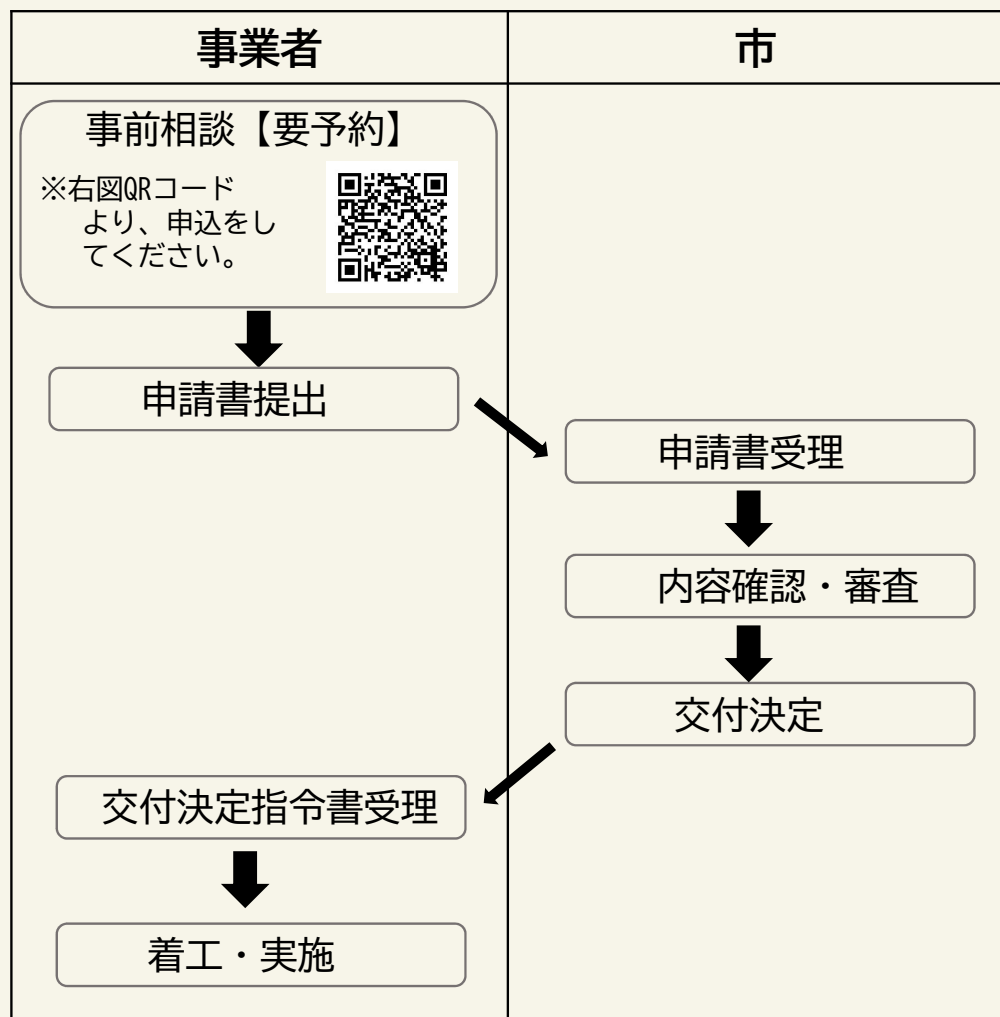 事業者
市
事前相談【要予約】
※右図QRコード
より、申込をし
てください。
申請書提出
申請書受理
内容確認・審査
交付決定
交付決定指令書受理
着工・実施